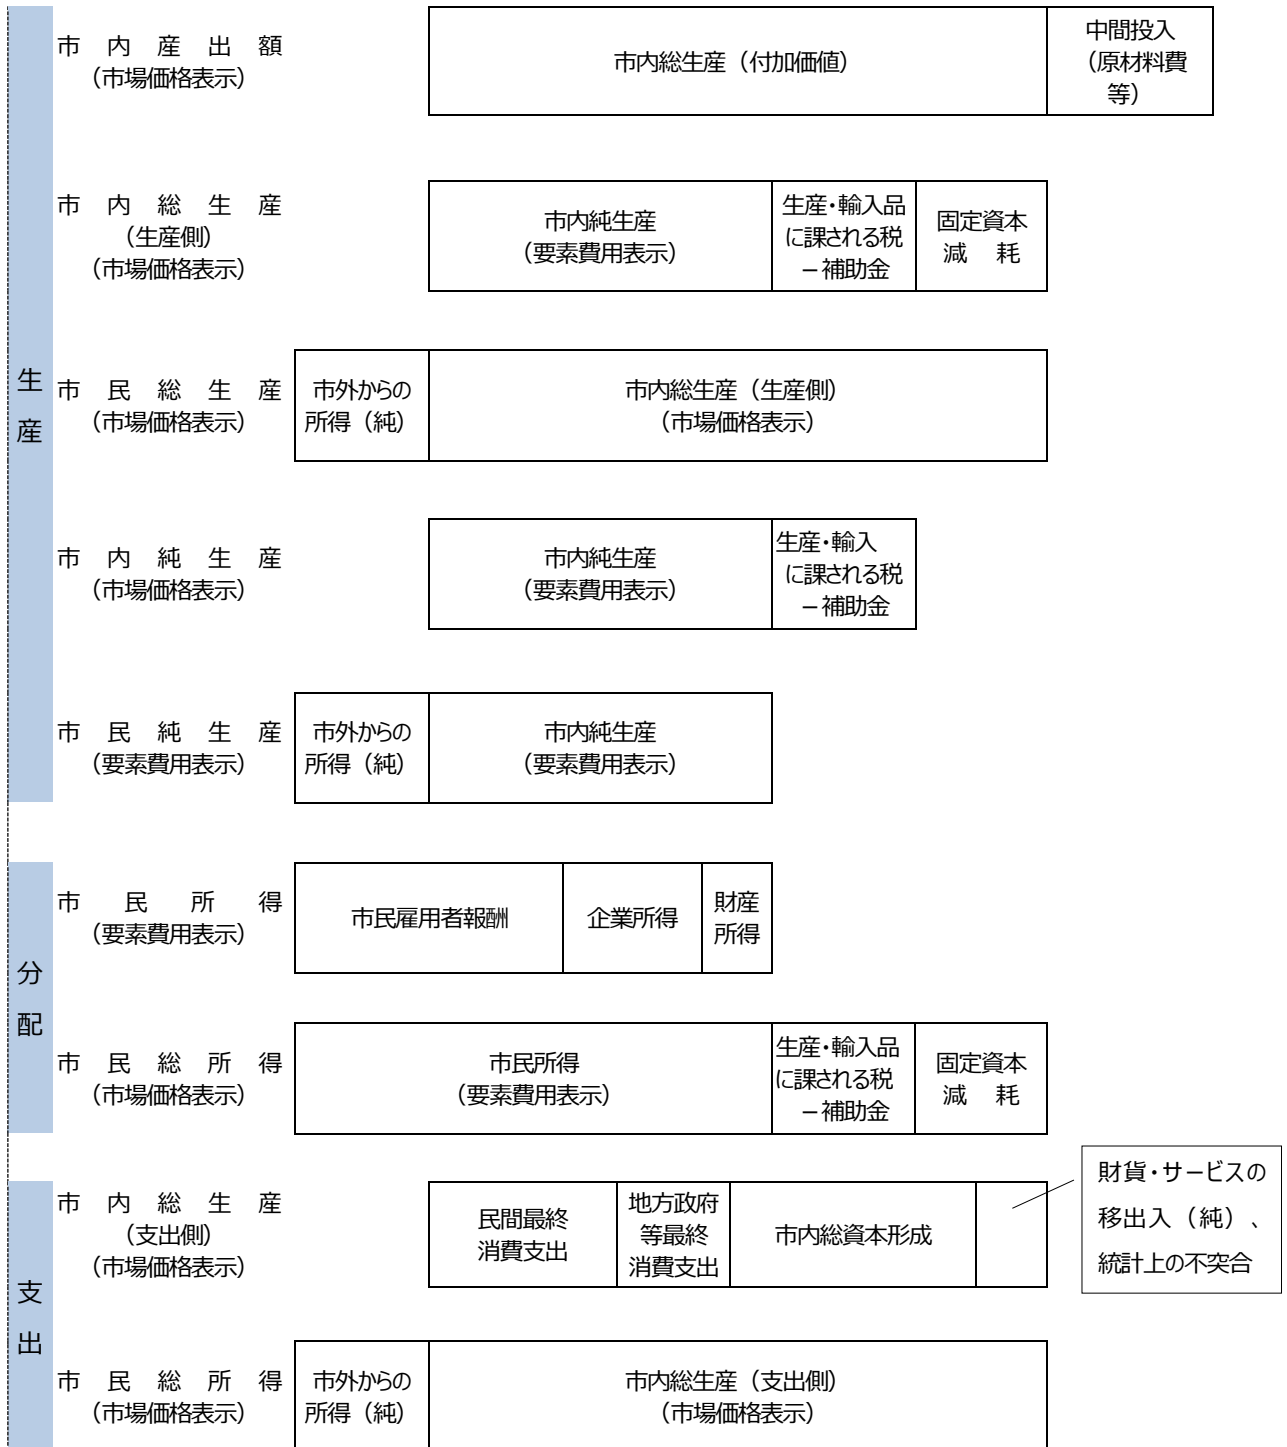 生産
市内産出額
（市場価格表示）
市内総生産（付加価値）
中間投入
（原材料費
等）
市内総生産
（生産側）
（市場価格表示）
市内純生産
（要素費用表示）
生産・輸入品
に課される税
－補助金
固定資本
減　耗
市民総生産
（市場価格表示）
市外からの
所得（純）
市内総生産（生産側）
（市場価格表示）
市内純生産
（市場価格表示）
市内純生産
（要素費用表示）
生産・輸入
に課される税
－補助金
市民純生産
（要素費用表示）
市外からの
所得（純）
市内純生産
（要素費用表示）
分配
市民所得
（要素費用表示）
市民雇用者報酬
企業所得
財産
所得
市民総所得
（市場価格表示）
市民所得
（要素費用表示）
生産・輸入品
に課される税
－補助金
固定資本
減　耗
支出
市内総生産
（支出側）
（市場価格表示）
民間最終
消費支出
地方政府
等最終
消費支出
市内総資本形成
財貨・サービスの
移出入（純）、
統計上の不突合
市民総所得
（市場価格表示）
市外からの
所得（純）
市内総生産（支出側）
（市場価格表示）